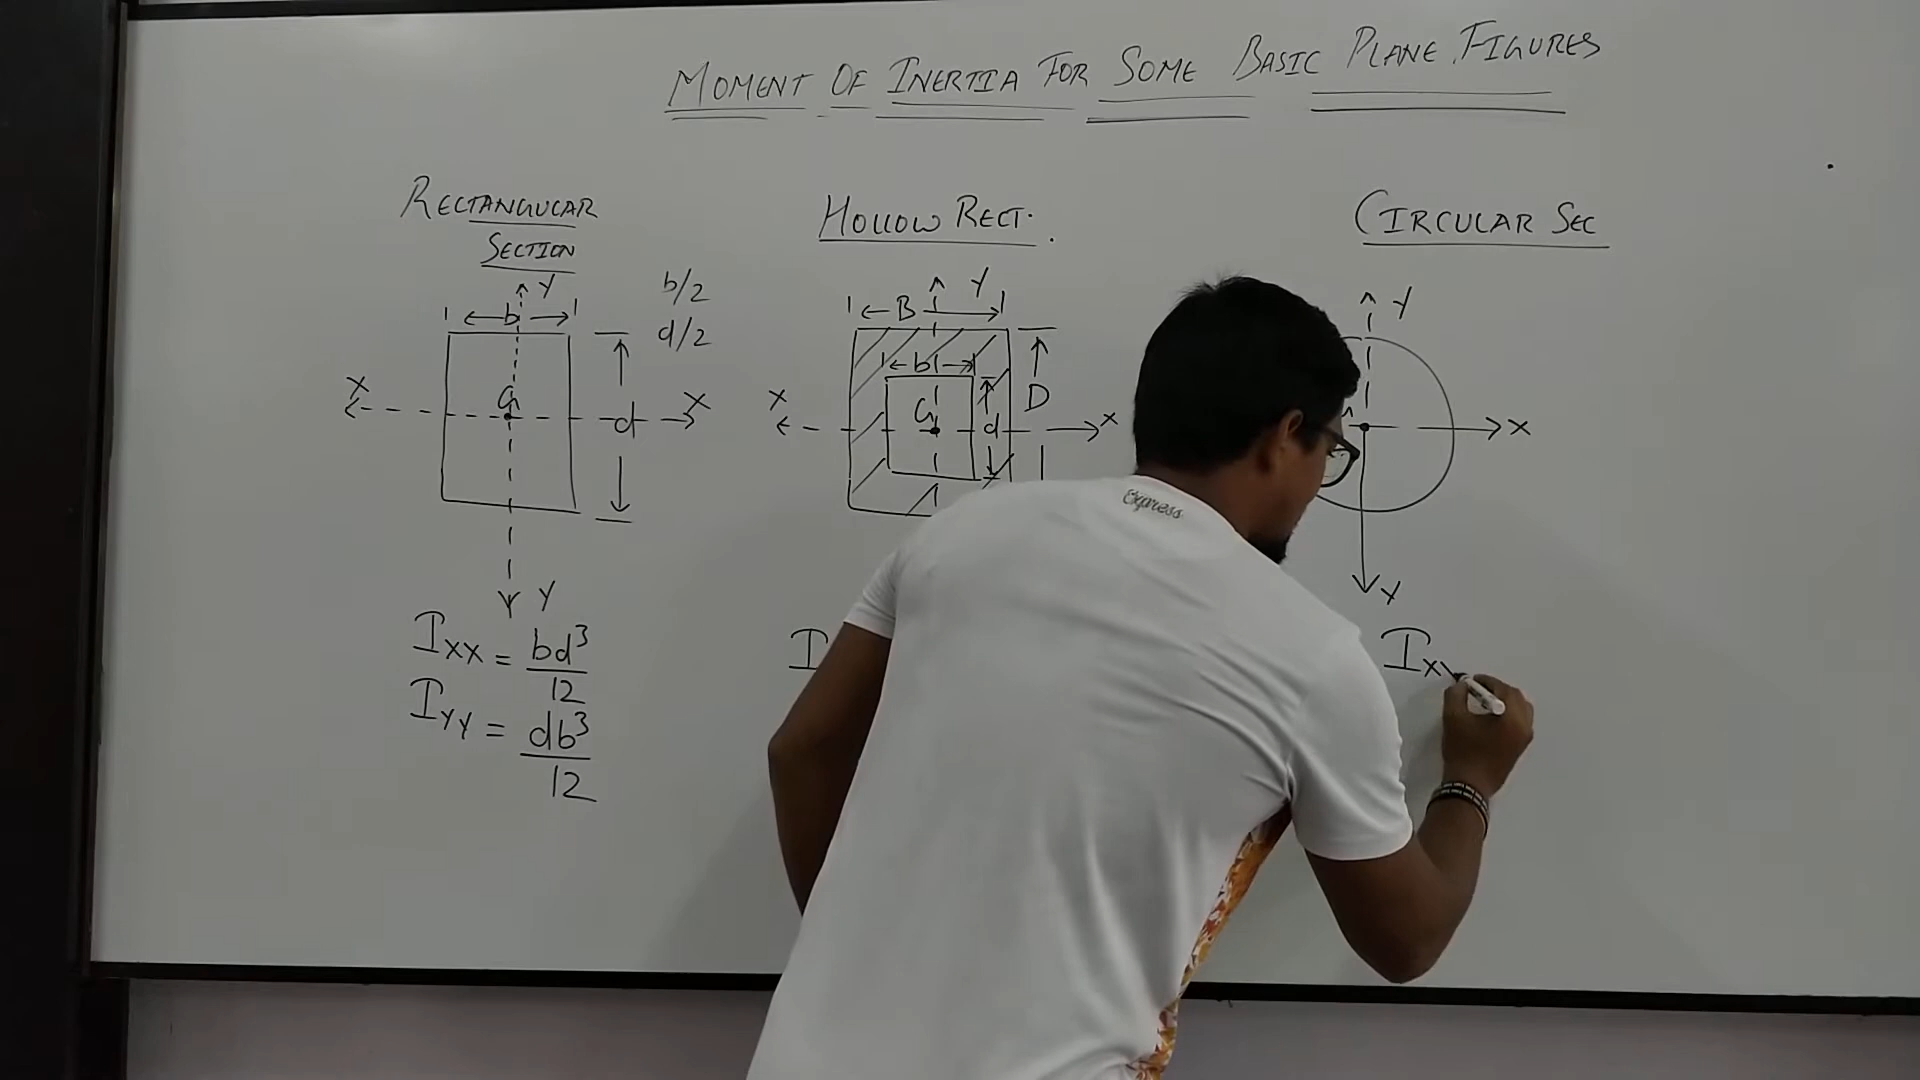 MOMENT OF INERTIA FOR SOME BASIC PLANE FIGURES
RECTANGULAR
SECTION
Y
b
b/2
d/2
X
G
X
d
Y
Ixx = bd³
12
Iyy = db³
12
HOLLOW RECT.
Y
B
b
X
G
d
D
X
I
CIRCULAR SEC
Y
X
Y
Ix
Express